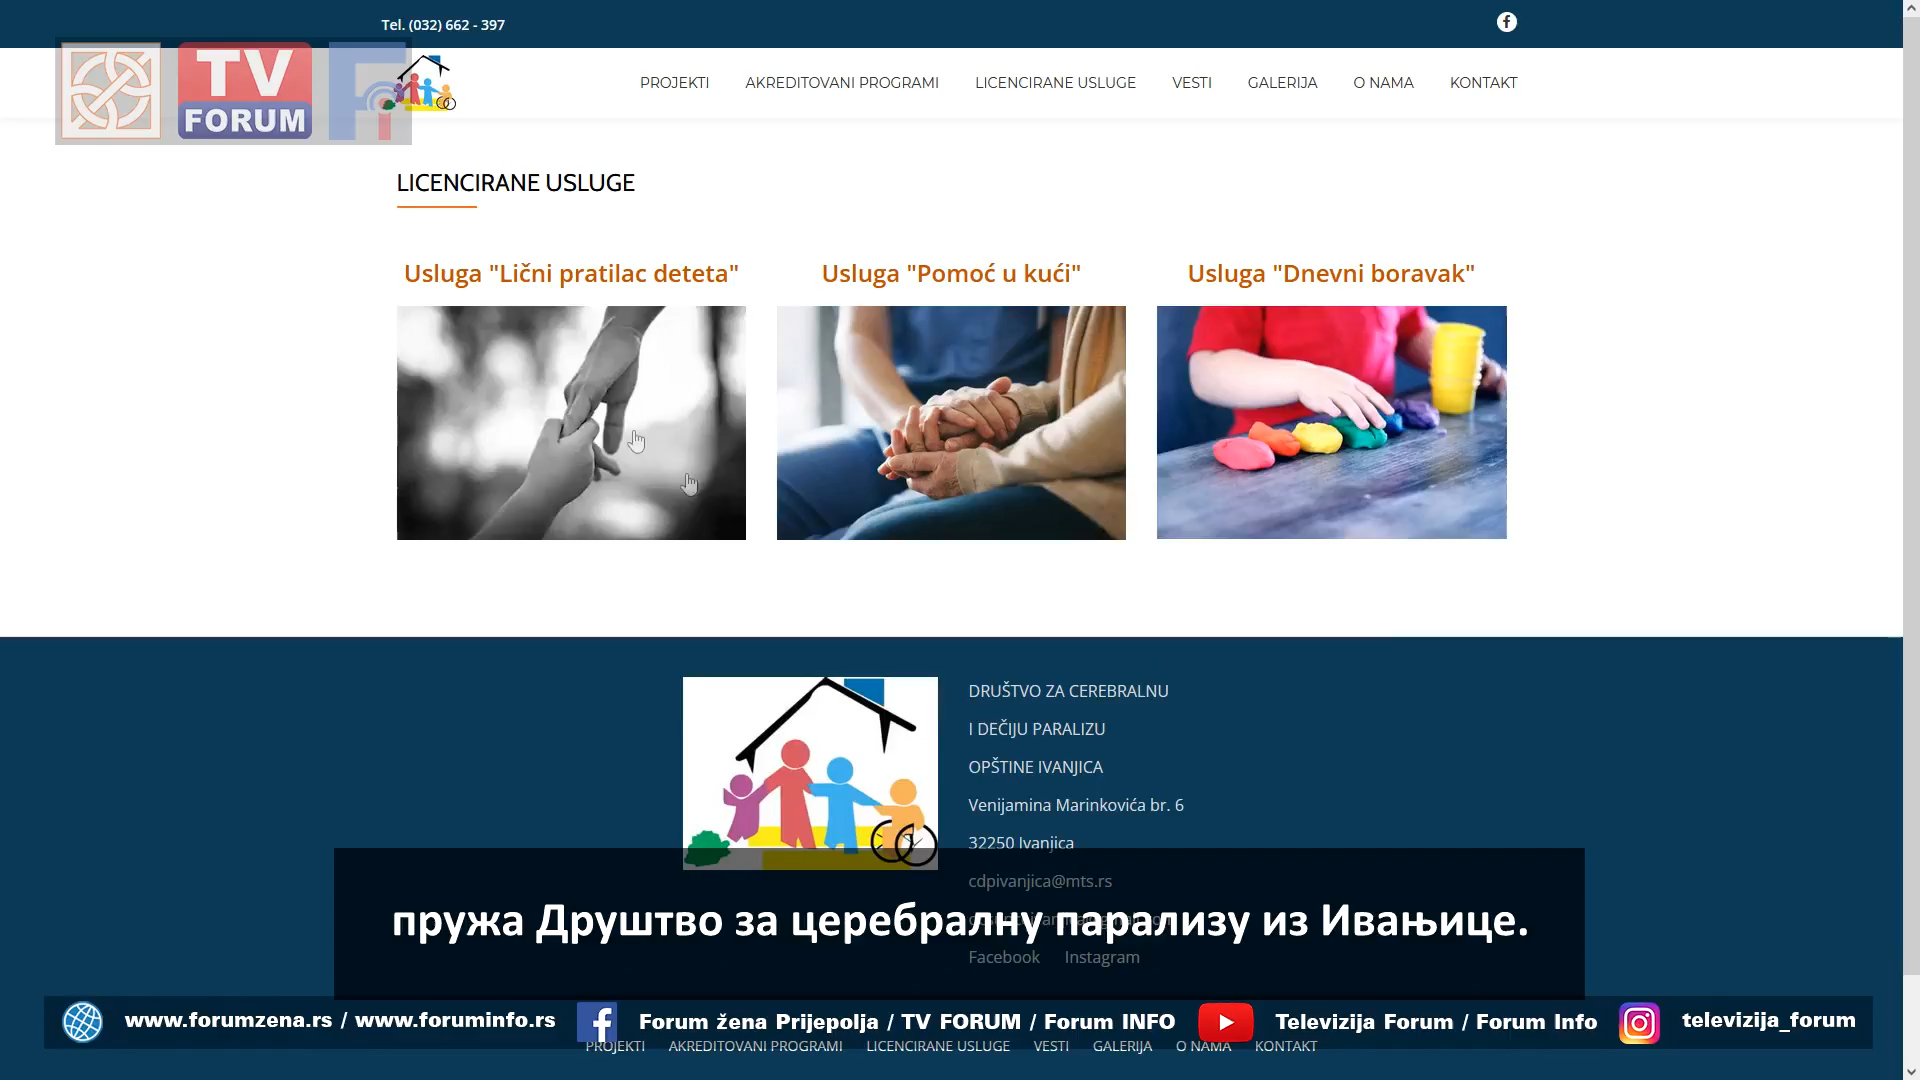 Tel. (032) 662 - 397
TV
FORUM
PROJEKTI AKREDITOVANI PROGRAMI LICENCIRANE USLUGE VESTI GALERIJA O NAMA KONTAKT
LICENCIRANE USLUGE
Usluga "Lični pratilac deteta"
Usluga "Pomoć u kući"
Usluga "Dnevni boravak"
DRUŠTVO ZA CEREBRALNU
I DEČIJU PARALIZU
OPŠTINE IVANJICA
Venijamina Marinkovića br. 6
32250 Ivanjica
cdpivanjica@mts.rs
пружа Друштво за церебралну парализу из Ивањице.
Facebook Instagram
www.forumzena.rs / www.foruminfo.rs Forum žena Prijepolja / TV FORUM / Forum INFO Televizija Forum / Forum Info televizija_forum
PROJEKTI AKREDITOVANI PROGRAMI LICENCIRANE USLUGE VESTI GALERIJA O NAMA KONTAKT